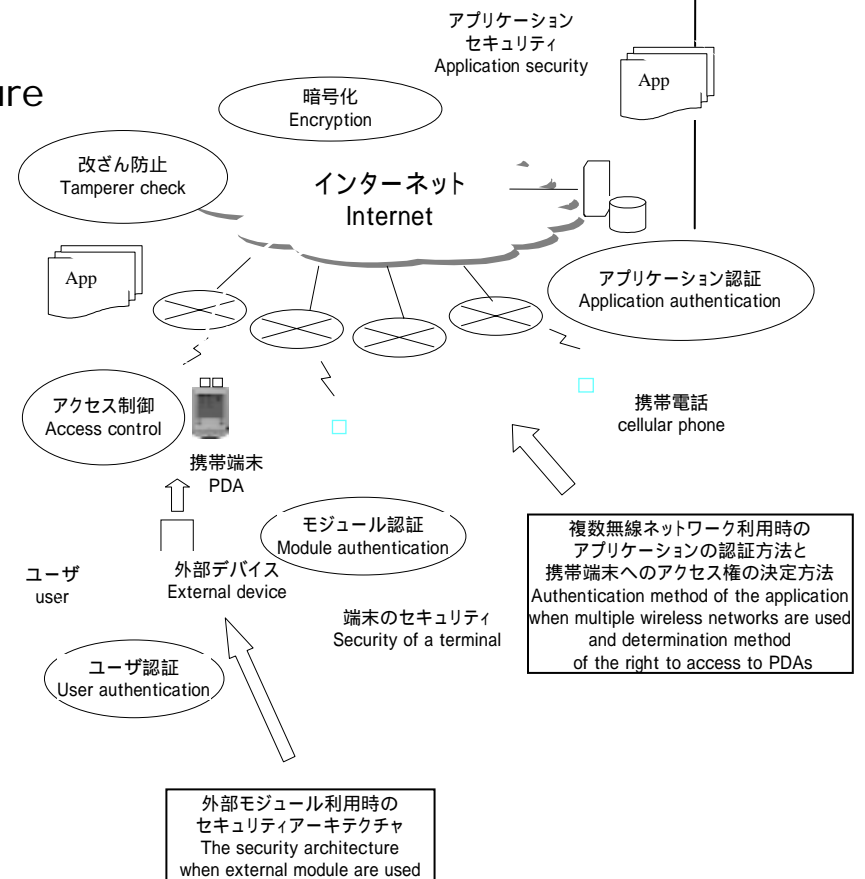 アプリケーション
セキュリティ
Application security
App
ure
暗号化
Encryption
改ざん防止
Tamperer check
インターネット
Internet
App
アプリケーション認証
Application authentication
アクセス制御
Access control
携帯端末
PDA
携帯電話
cellular phone
モジュール認証
Module authentication
ユーザ
user
外部デバイス
External device
端末のセキュリティ
Security of a terminal
複数無線ネットワーク利用時の
アプリケーションの認証方法と
携帯端末へのアクセス権の決定方法
Authentication method of the application
when multiple wireless networks are used
and determination method
of the right to access to PDAs
ユーザ認証
User authentication
外部モジュール利用時の
セキュリティアーキテクチャ
The security architecture
when external module are used